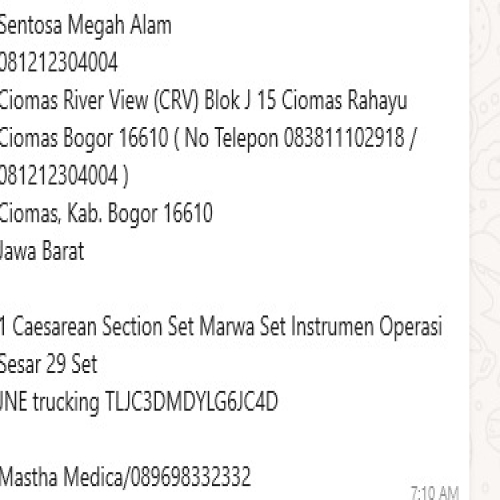 Sentosa Megah Alam
081212304004
Ciomas River View (CRV) Blok J 15 Ciomas Rahayu
Ciomas Bogor 16610 ( No Telepon 083811102918 /
081212304004 )
Ciomas, Kab. Bogor 16610
Jawa Barat
1 Caesarean Section Set Marwa Set Instrumen Operasi
Sesar 29 Set
JNE trucking TLJC3DMDYLG6JC4D
Mastha Medica/089698332332
7:10 AM